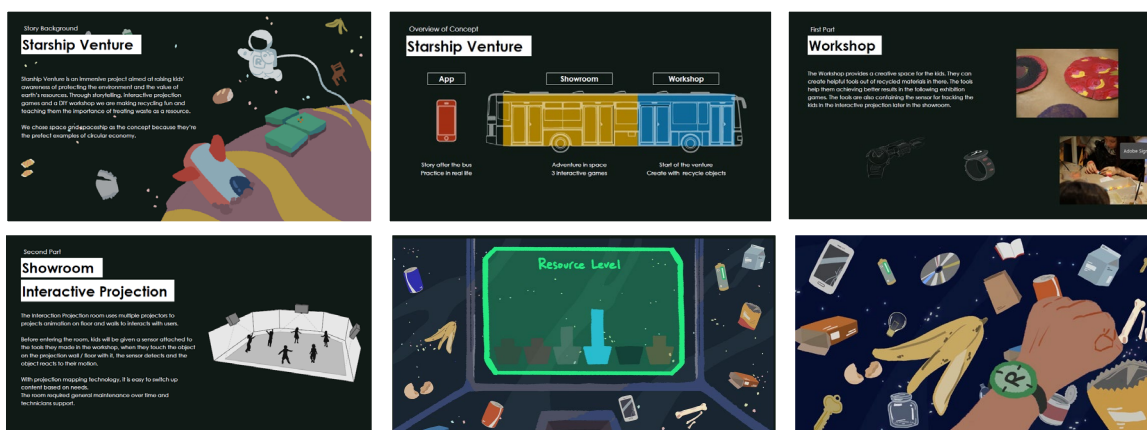 Story Background
Starship Venture
Starship Venture is an immersive project aimed at raising kids'
awareness of protecting the environment and the value of
earth's resources. Through storytelling, interactive projection
games and a DIY workshop we are making recycling fun and
teaching them the importance of treating waste as a resource.
We chose space and spaceship as the concept because they're
the prefect examples of circular economy.
R
Overview of Concept
Starship Venture
App
Showroom
Workshop
Story after the bus
Practice in real life
Adventure in space
3 interactive games
Start of the venture
Create with recycle objects
First Part
Workshop
The Workshop provides a creative space for the kids. They can
create helpful tools out of recycled materials in there. The tools
help them achieving better results in the following exhibition
games. The tools are also containing the sensor for tracking the
kids in the interactive projection later in the showroom.
Adobe Sig
Second Part
Showroom
Interactive Projection
The Interaction Projection room uses multiple projectors to
projects animation on floor and walls to interacts with users.
Before entering the room, kids will be given a sensor attached to
the tools they made in the workshop, when they touch the object
on the projection wall / floor with it, the sensor detects and the
object reacts to their motion.
With projection mapping technology, it is easy to switch up
content based on needs.
The room required general maintenance over time and
technicians support.
Resource Level
R